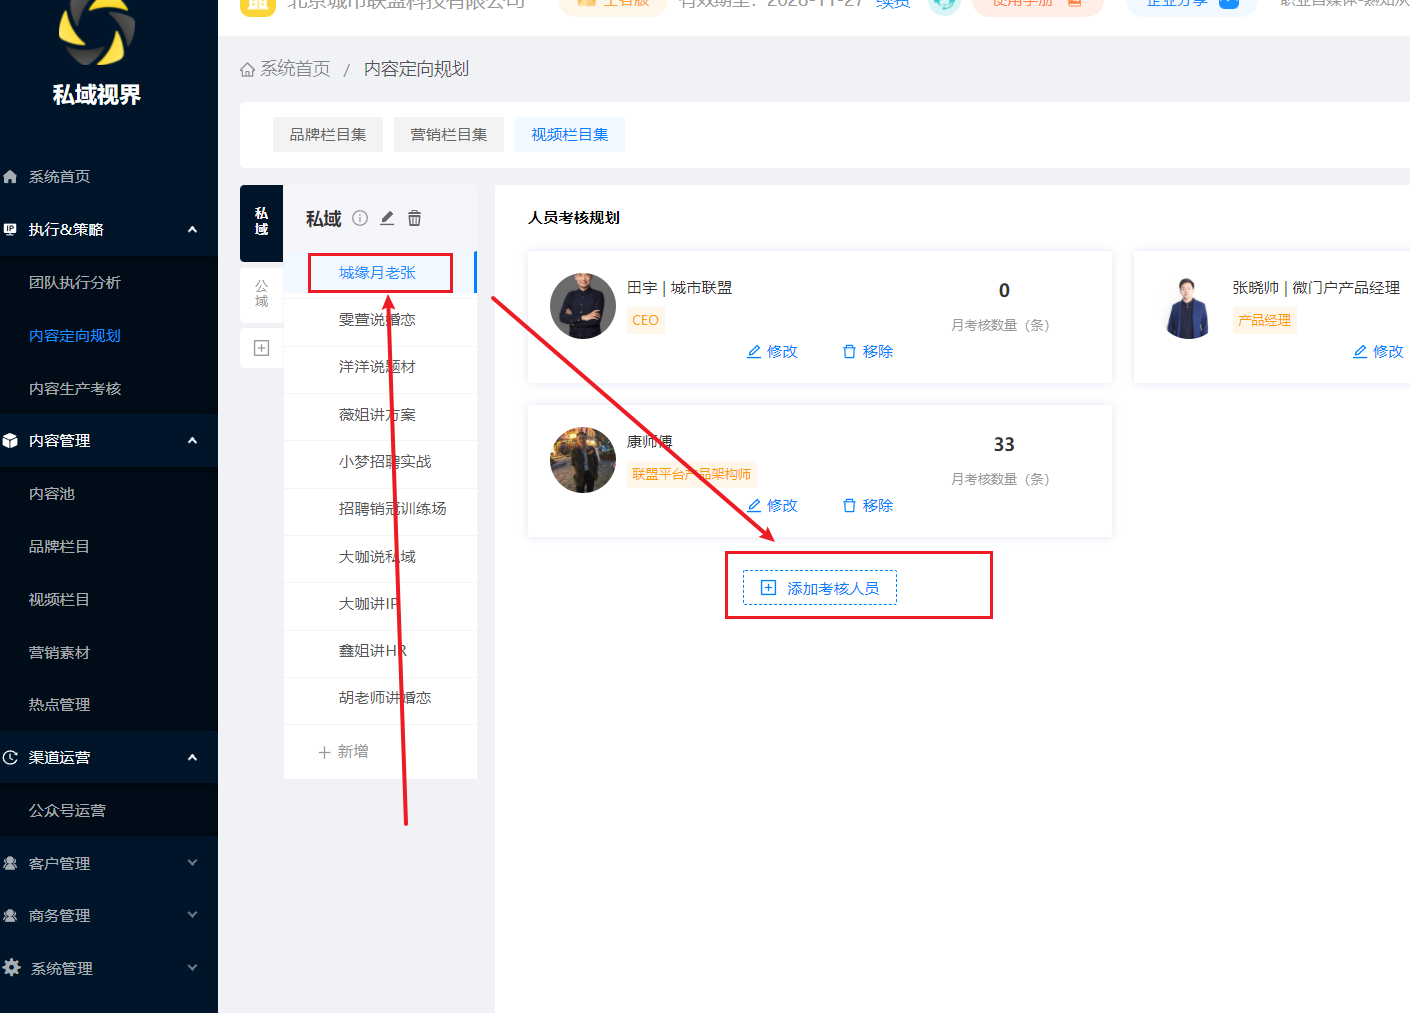 北京城市联盟科技有限公司
有效期至：2028-11-27
续费
使用手册
企业分享
私域视界
系统首页 / 内容定向规划
品牌栏目集
营销栏目集
视频栏目集
系统首页
执行&策略
团队执行分析
内容定向规划
内容生产考核
内容管理
内容池
品牌栏目
视频栏目
营销素材
热点管理
渠道运营
公众号运营
客户管理
商务管理
系统管理
私域
公域
私域
城缘月老张
雯萱说婚恋
洋洋说题材
薇姐讲方案
小梦招聘实战
招聘销冠训练场
大咖说私域
大咖讲IP
鑫姐讲HR
胡老师讲婚恋
新增
人员考核规划
田宇 | 城市联盟
CEO
0
月考核数量（条）
修改
移除
张晓帅 | 微门户产品经理
产品经理
修改
康师傅
联盟平台产品架构师
33
月考核数量（条）
修改
移除
添加考核人员